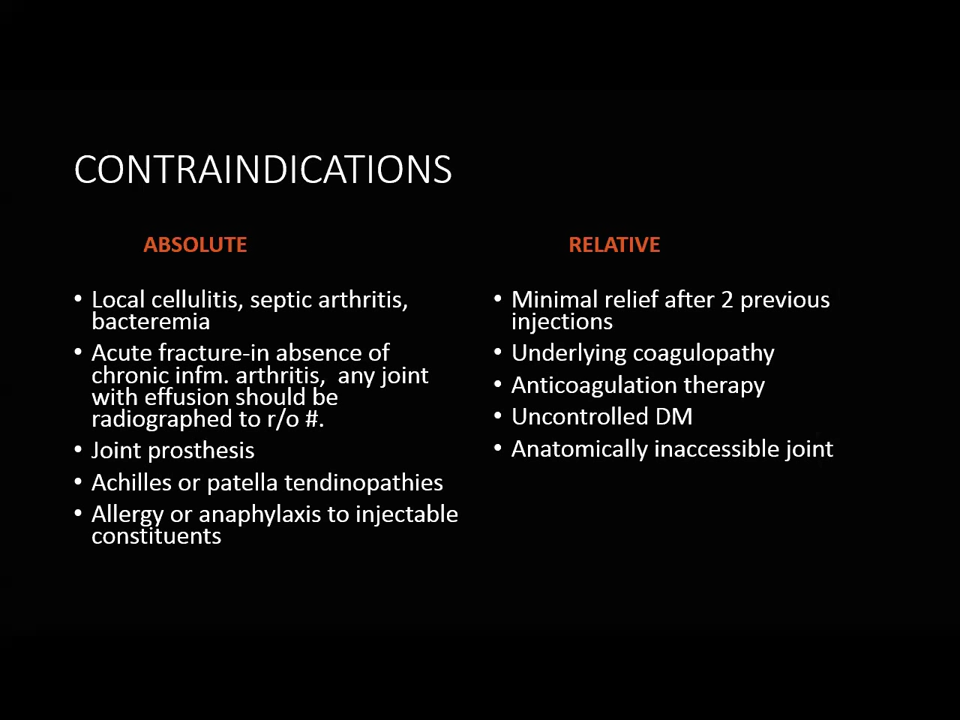 CONTRAINDICATIONS
ABSOLUTE
• Local cellulitis, septic arthritis,
bacteremia
• Acute fracture-in absence of
chronic infm. arthritis,  any joint
with effusion should be
radiographed to r/o #.
• Joint prosthesis
• Achilles or patella tendinopathies
• Allergy or anaphylaxis to injectable
constituents
RELATIVE
• Minimal relief after 2 previous
injections
• Underlying coagulopathy
• Anticoagulation therapy
• Uncontrolled DM
• Anatomically inaccessible joint